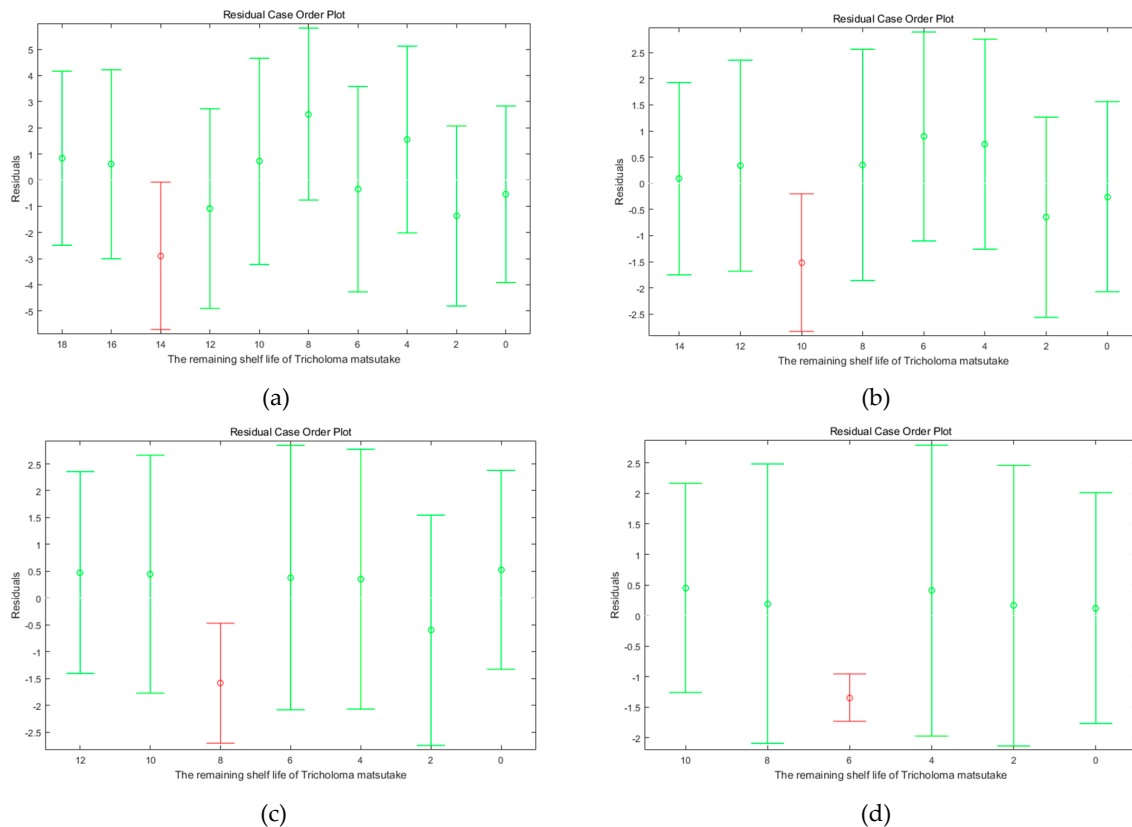 Residual Case Order Plot
Residuals
5
4
3
2
1
0
-1
-2
-3
-4
-5
18 16 14 12 10 8 6 4 2 0
The remaining shelf life of Tricholoma matsutake
(a)
Residual Case Order Plot
Residuals
2.5
2
1.5
1
0.5
0
-0.5
-1
-1.5
-2
-2.5
14 12 10 8 6 4 2 0
The remaining shelf life of Tricholoma matsutake
(b)
Residual Case Order Plot
Residuals
2.5
2
1.5
1
0.5
0
-0.5
-1
-1.5
-2
-2.5
12 10 8 6 4 2 0
The remaining shelf life of Tricholoma matsutake
(c)
Residual Case Order Plot
Residuals
2.5
2
1.5
1
0.5
0
-0.5
-1
-1.5
-2
10 8 6 4 2 0
The remaining shelf life of Tricholoma matsutake
(d)